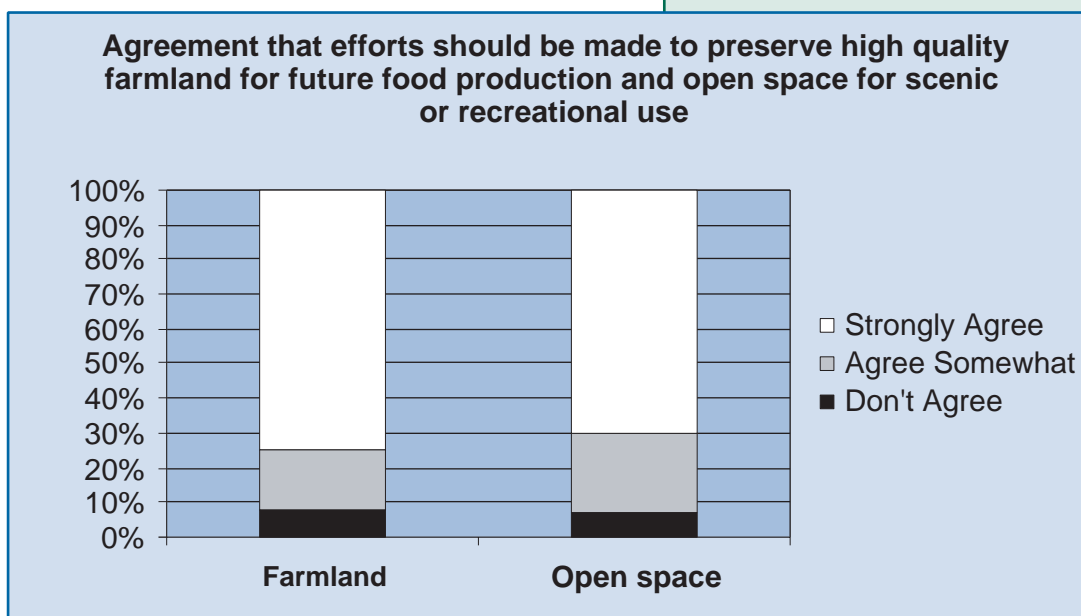 Agreement that efforts should be made to preserve high quality
farmland for future food production and open space for scenic
or recreational use
100%
90%
80%
70%
60%
50%
40%
30%
20%
10%
0%
Farmland
Open space
Strongly Agree
Agree Somewhat
Don't Agree